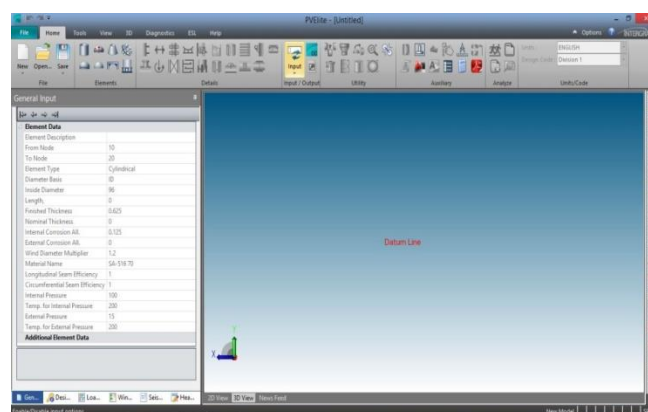 PVElite - [Untitled]
File Home Tools View 3D Diagnostics ESL Help
Options
New Open... Save
Input
Units: ENGLISH
Design Code: Division 1
File Elements Details Input / Output Utility Auxiliary Analyze Units/Code
General Input
Element Data
Element Description
From Node 10
To Node 20
Element Type Cylindrical
Diameter Basis ID
Inside Diameter 96
Length, 0
Finished Thickness 0.625
Nominal Thickness 0
Internal Corrosion All. 0.125
External Corrosion All. 0
Wind Diameter Multiplier 1.2
Material Name SA-516 70
Longitudinal Seam Efficiency 1
Circumferential Seam Efficiency 1
Internal Pressure 100
Temp. for Internal Pressure 200
External Pressure 15
Temp. for External Pressure 200
Additional Element Data
Datum Line
Y
X
Gen... Desi... Loa... Win... Seis... Hea...
2D View 3D View News Feed
Enable/Disable input options
New Model